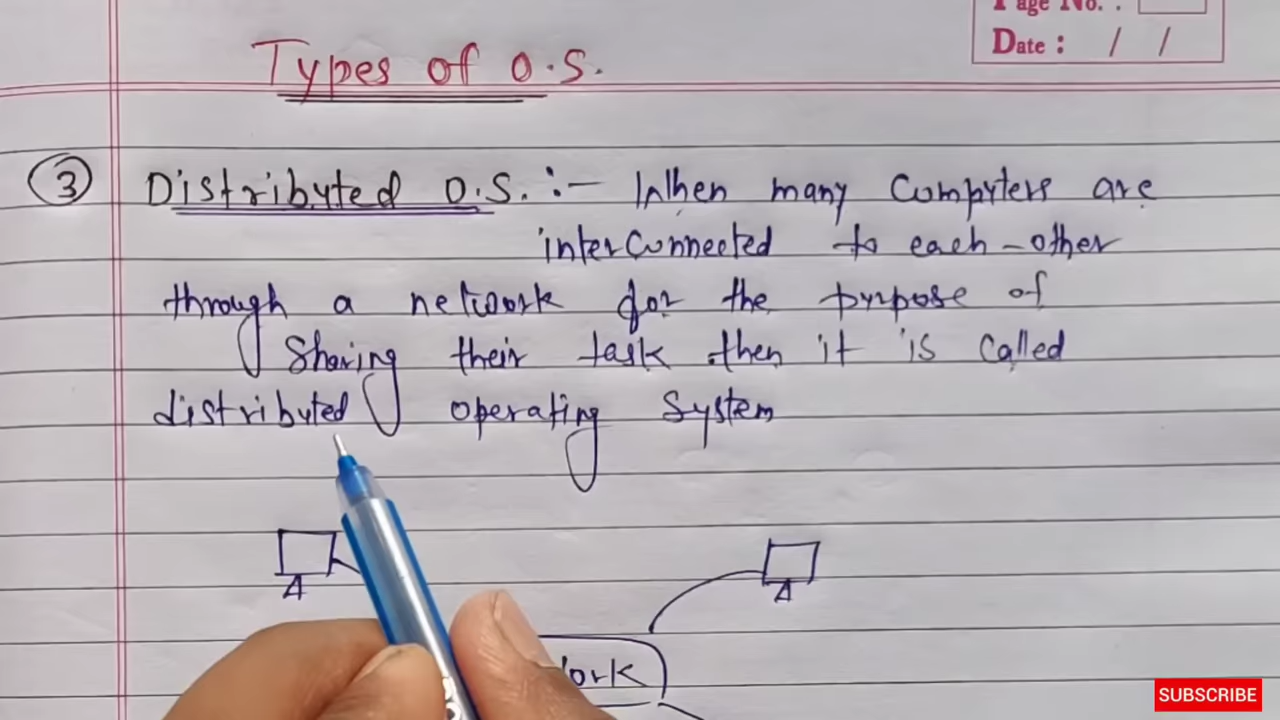 Page No. :
Date : / /
Types of O.S.
3 Distributed O.S. :- When many Computers are
interconnected to each-other
through a network for the purpose of
Sharing their task then it is called
distributed operating System
ork
SUBSCRIBE